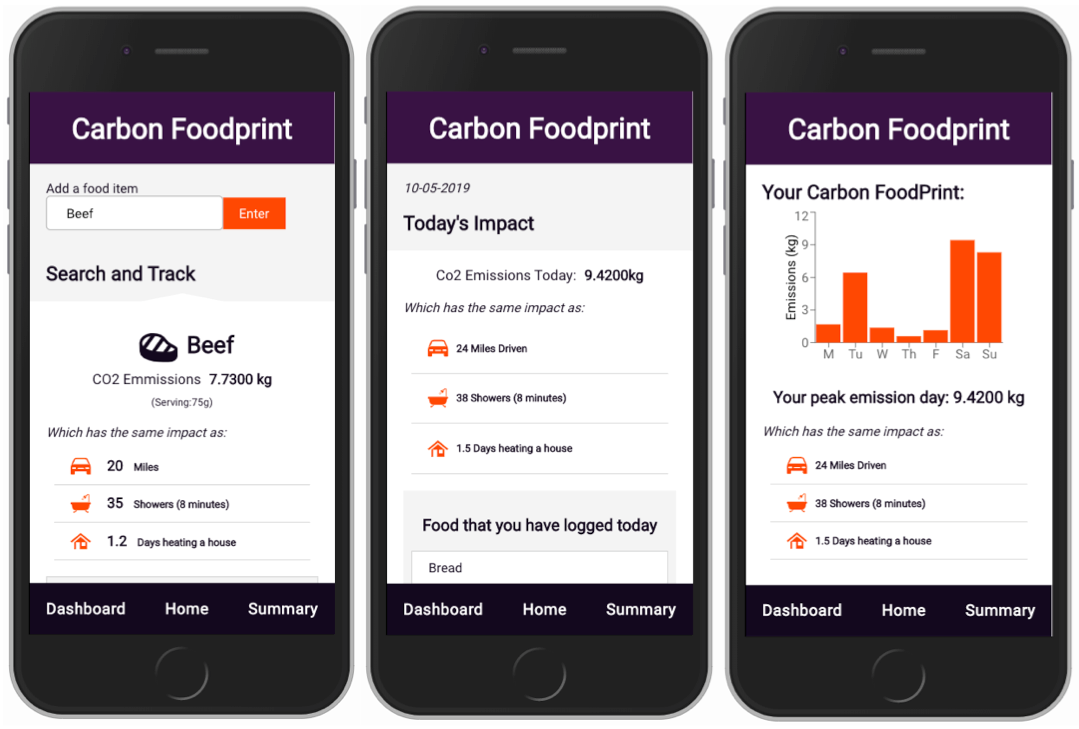 Carbon Foodprint
Add a food item
Beef
Enter
Search and Track
Beef
CO2 Emmissions 7.7300 kg
(Serving:75g)
Which has the same impact as:
20 Miles
35 Showers (8 minutes)
1.2 Days heating a house
Dashboard Home Summary
Carbon Foodprint
10-05-2019
Today's Impact
Co2 Emissions Today: 9.4200kg
Which has the same impact as:
24 Miles Driven
38 Showers (8 minutes)
1.5 Days heating a house
Food that you have logged today
Bread
Dashboard Home Summary
Carbon Foodprint
Your Carbon FoodPrint:
Emissions (kg)
12
9
6
3
0
M Tu W Th F Sa Su
Your peak emission day: 9.4200 kg
Which has the same impact as:
24 Miles Driven
38 Showers (8 minutes)
1.5 Days heating a house
Dashboard Home Summary